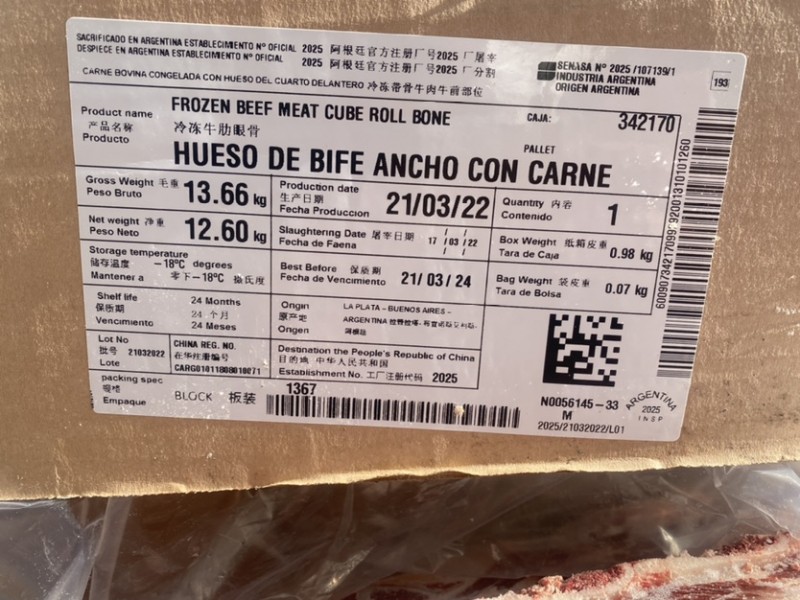 SACRIFICADO EN ARGENTINA ESTABLECIMIENTO Nº OFICIAL 2025 阿根廷官方注册厂号2025 厂屠宰
DESPIECE EN ARGENTINA ESTABLECIMIENTO Nº OFICIAL 2025 阿根廷官方注册厂号2025 厂分割
CARNE BOVINA CONGELADA CON HUESO DEL CUARTO DELANTERO 冷冻带骨牛肉牛前部位
SENASA Nº 2025 /107139/1
INDUSTRIA ARGENTINA
ORIGEN ARGENTINA
193
Product name
产品名称
Producto
FROZEN BEEF MEAT CUBE ROLL BONE
冷冻牛肋眼骨
HUESO DE BIFE ANCHO CON CARNE
CAJA: 342170
PALLET
Gross Weight 毛重
Peso Bruto
13.66 kg
Net weight 净重
Peso Neto
12.60 kg
Production date
生产日期
Fecha Produccion
21/03/22
Slaughtering Date 屠宰日期
Fecha de Faena
17 / 03 / 22
Quantity 内容
Contenido
1
Box Weight 纸箱皮重
Tara de Caja
0.98 kg
Bag Weight 袋皮重
Tara de Bolsa
0.07 kg
Storage temperature
储存温度 -18ºC degrees
Mantener a 零下-18ºC 摄氏度
Best Before 保质期
Fecha de Vencimiento
21/ 03/ 24
Shelf life 24 Months
保质期 24 个月
Vencimiento 24 Meses
Origin
原产地
Origen
LA PLATA - BUENOS AIRES -
Lot No
批号 21032022
Lote
CHINA REG. NO.
在华注册编号
CARG01011808010071
Destination the People's Republic of China
目的地 中华人民共和国
Establishment No. 工厂注册代码 2025
packing spec
规格
Empaque
BLOCK 板装
1367
N0056145-33
M
2025/21032022/L01
ARGENTINA
2025
INSP